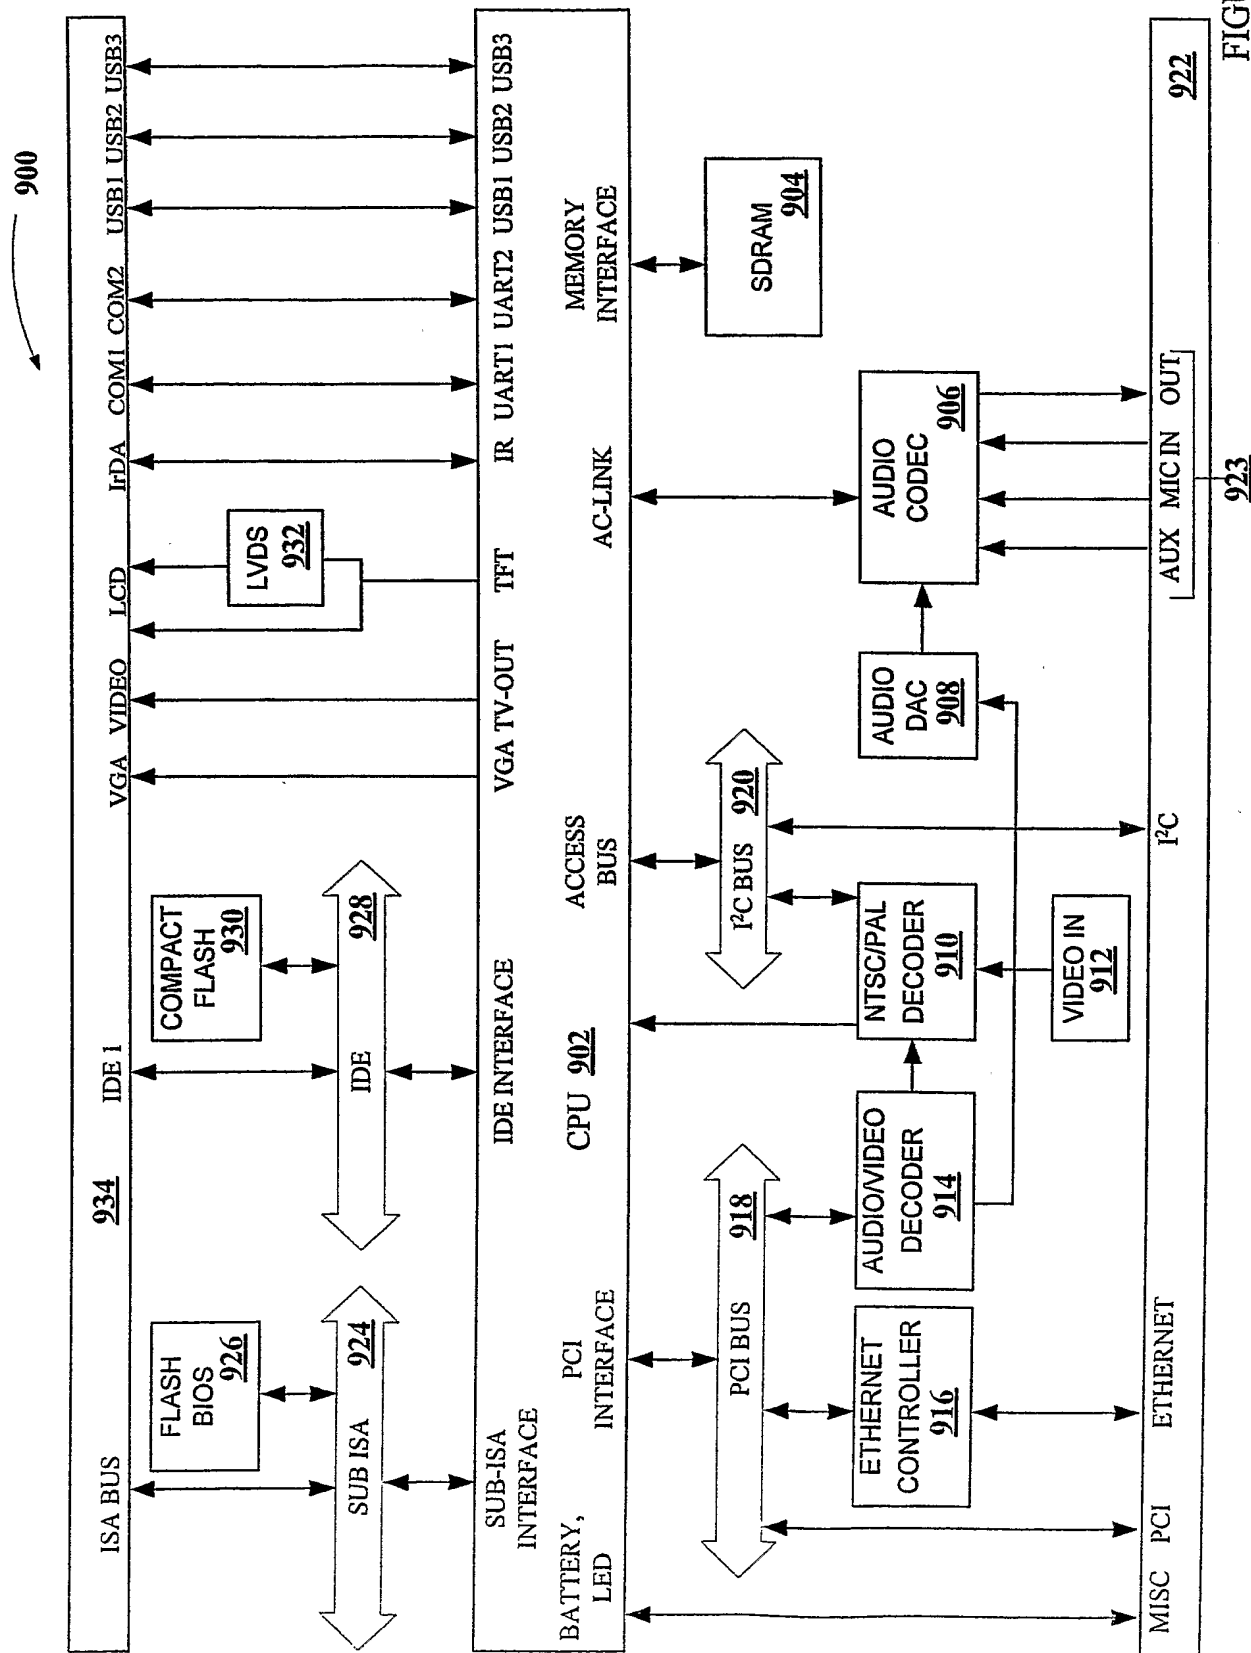 900
ISA BUS
934
IDE 1
VGA
VIDEO
LCD
IrDA
COM1
COM2
USB1
USB2
USB3
FLASH
BIOS
926
COMPACT
FLASH
930
LVDS
932
SUB ISA
924
IDE
928
SUB-ISA
INTERFACE
IDE INTERFACE
VGA
TV-OUT
TFT
IR
UART1
UART2
USB1
USB2
USB3
BATTERY,
LED
PCI
INTERFACE
CPU 902
ACCESS
BUS
AC-LINK
MEMORY
INTERFACE
PCI BUS
918
I²C BUS
920
SDRAM
904
ETHERNET
CONTROLLER
916
AUDIO/VIDEO
DECODER
914
NTSC/PAL
DECODER
910
AUDIO
DAC
908
AUDIO
CODEC
906
VIDEO IN
912
MISC
PCI
ETHERNET
I²C
AUX
MIC IN
OUT
922
923